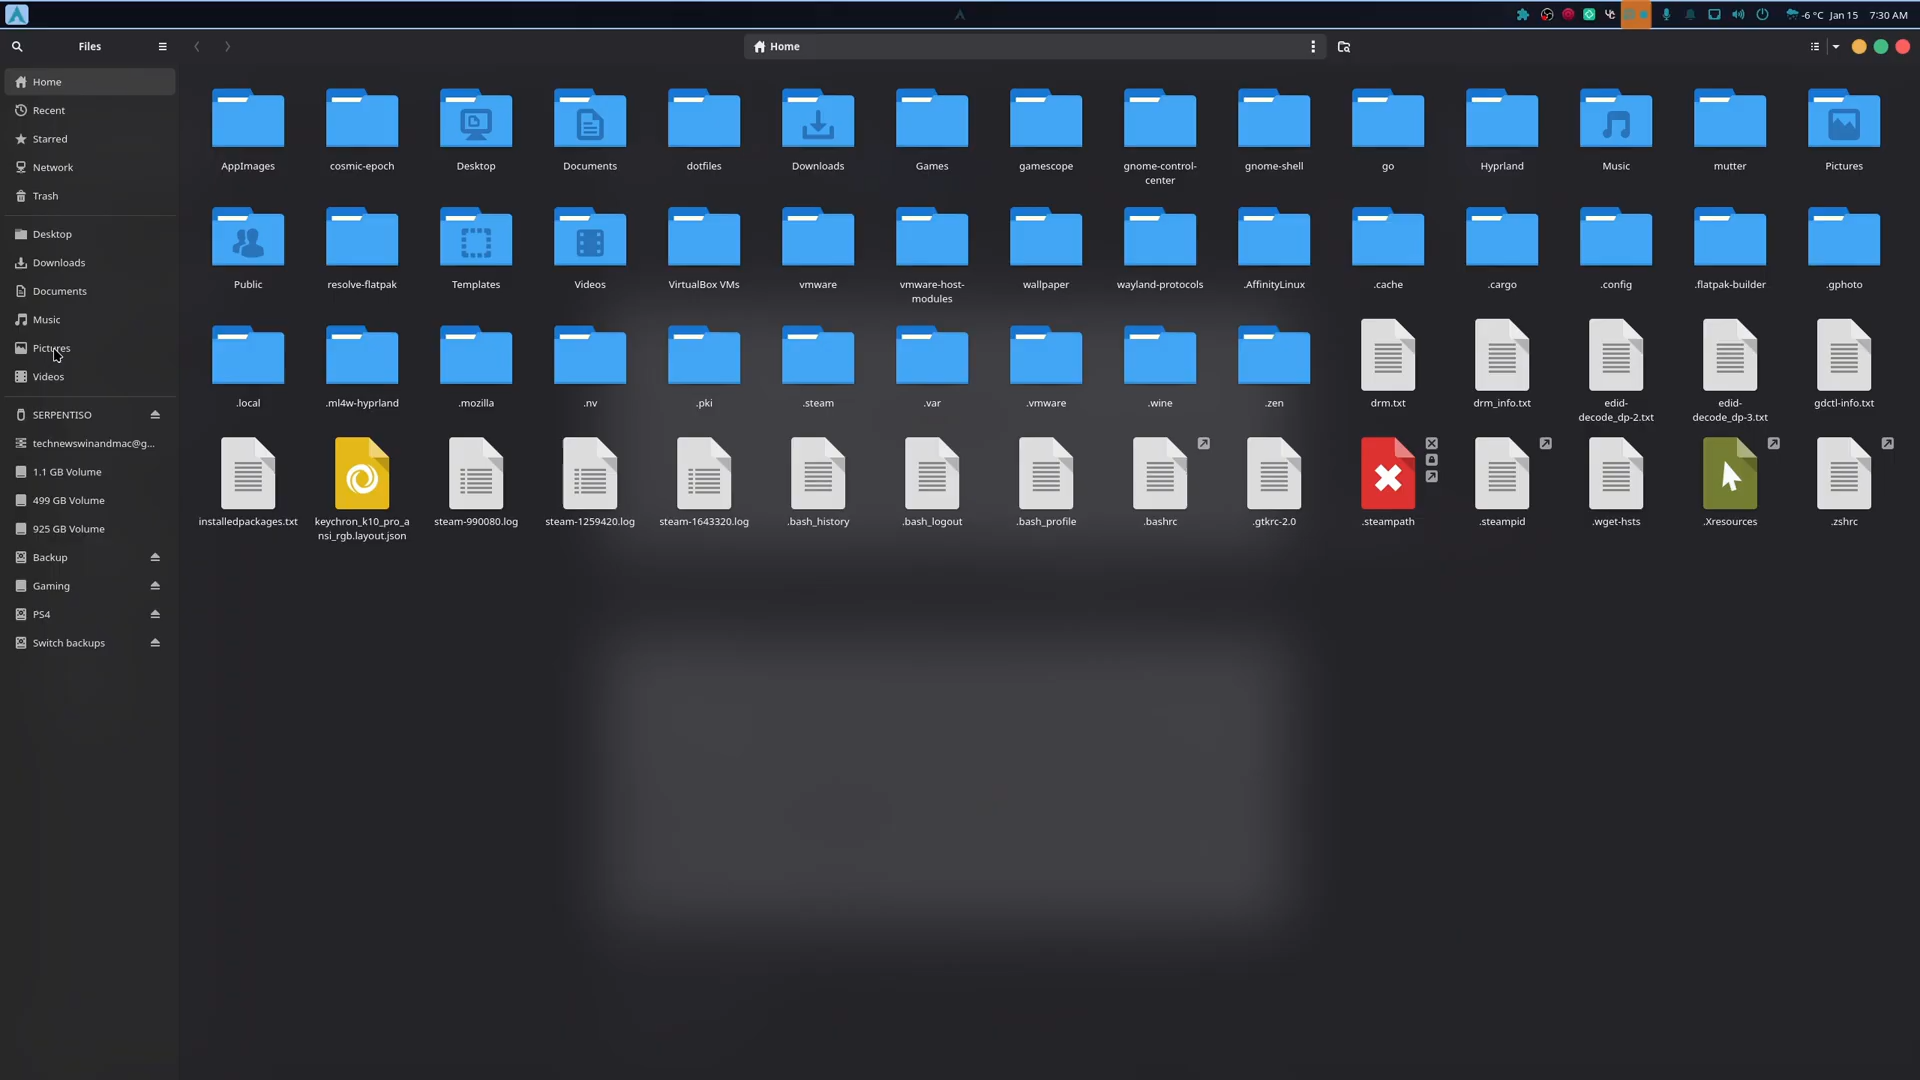 -6 °C Jan 15 7:30 AM
Files
Home
Home
Recent
Starred
Network
Trash
Desktop
Downloads
Documents
Music
Pictures
Videos
SERPENTISO
technewswinandmac@g...
1.1 GB Volume
499 GB Volume
925 GB Volume
Backup
Gaming
PS4
Switch backups
AppImages
cosmic-epoch
Desktop
Documents
dotfiles
Downloads
Games
gamescope
gnome-control-
center
gnome-shell
go
Hyprland
Music
mutter
Pictures
Public
resolve-flatpak
Templates
Videos
VirtualBox VMs
vmware
vmware-host-
modules
wallpaper
wayland-protocols
.AffinityLinux
.cache
.cargo
.config
.flatpak-builder
.gphoto
.local
.ml4w-hyprland
.mozilla
.nv
.pki
.steam
.var
.vmware
.wine
.zen
drm.txt
drm_info.txt
edid-
decode_dp-2.txt
edid-
decode_dp-3.txt
gdctl-info.txt
installedpackages.txt
keychron_k10_pro_a
nsi_rgb.layout.json
steam-990080.log
steam-1259420.log
steam-1643320.log
.bash_history
.bash_logout
.bash_profile
.bashrc
.gtkrc-2.0
.steampath
.steampid
.wget-hsts
.Xresources
.zshrc